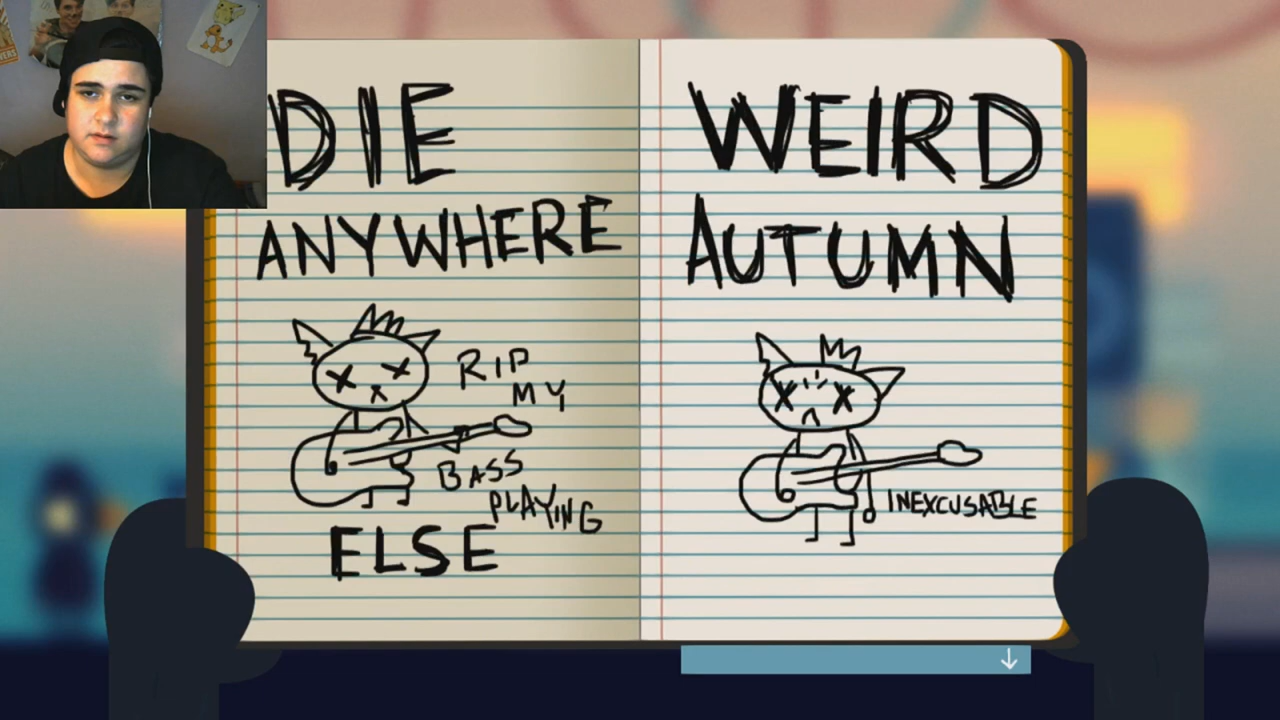 DIE
ANYWHERE
RIP
MY
BASS
PLAYING
ELSE
WEIRD
AUTUMN
INEXCUSABLE